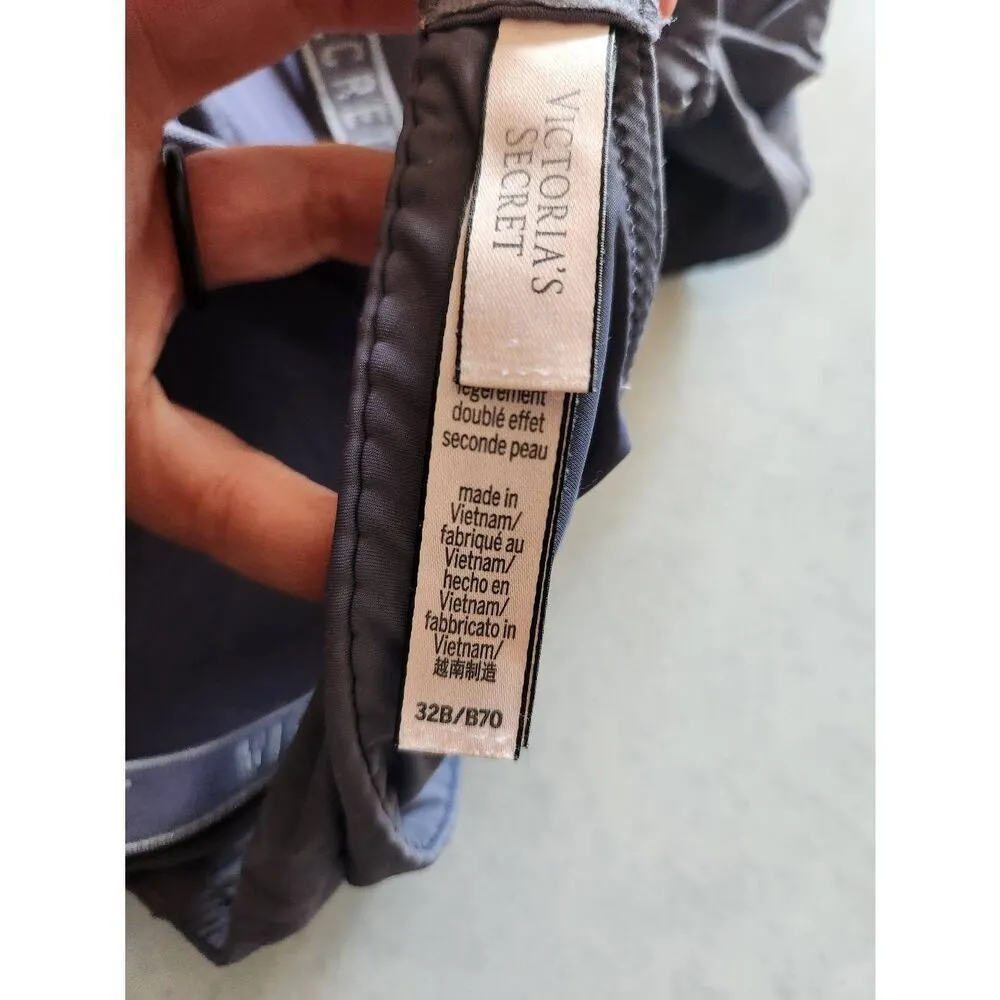 CRE
VICTORIA'S
SECRET
légèrement
doublé effet
seconde peau
made in
Vietnam/
fabriqué au
Vietnam/
hecho en
Vietnam/
fabbricato in
Vietnam/
越南制造
32B/B70